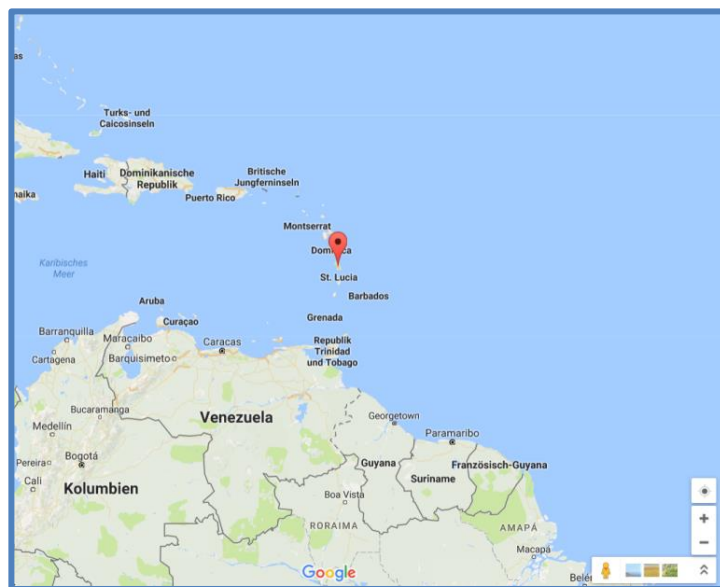 as
Turks- und
Caicosinseln
Haiti
Dominikanische
Republik
Britische
Jungferninseln
naika
Puerto Rico
Montserrat
Karibisches
Meer
St. Lucia
Barbados
Aruba
Curaçao
Grenada
Barranquilla
Maracaibo
Caracas
Republik
Trinidad
und Tobago
Cartagena
Barquisimeto
Bucaramanga
Venezuela
Georgetown
Medellín
Paramaribo
Pereira
Bogotá
Guyana
Französisch-Guyana
Cali
Kolumbien
Suriname
Boa Vista
RORAIMA
AMAPÁ
Macapá
Google
Belé